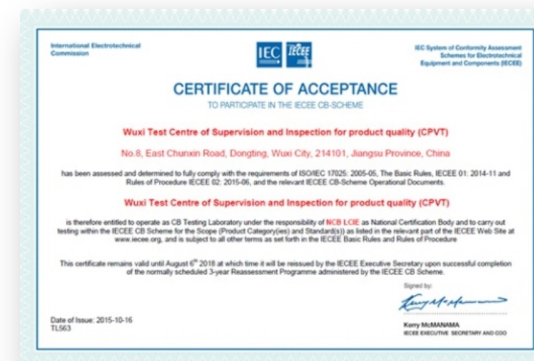 International Electrotechnical
Commission
IEC
IECEE
IEC System of Conformity Assessment
Schemes for Electrotechnical
Equipment and Components (IECEE)
CERTIFICATE OF ACCEPTANCE
TO PARTICIPATE IN THE IECEE CB-SCHEME
Wuxi Test Centre of Supervision and Inspection for product quality (CPVT)
No.8, East Chunxin Road, Dongting, Wuxi City, 214101, Jiangsu Province, China
has been assessed and determined to fully comply with the requirements of ISO/IEC 17025: 2005-05, The Basic Rules, IECEE 01: 2014-11 and
Rules of Procedure IECEE 02: 2015-06, and the relevant IECEE CB-Scheme Operational Documents.
Wuxi Test Centre of Supervision and Inspection for product quality (CPVT)
is therefore entitled to operate as CB Testing Laboratory under the responsibility of NCB LCIE as National Certification Body and to carry out
testing within the IECEE CB Scheme for the Scope (Product Category(ies) and Standard(s)) as listed in the relevant part of the IECEE Web Site at
www.iecee.org, and is subject to all other terms as set forth in the IECEE Basic Rules and Rules of Procedure
This certificate remains valid until August 6th 2018 at which time it will be reissued by the IECEE Executive Secretary upon successful completion
of the normally scheduled 3-year Reassessment Programme administered by the IECEE CB Scheme.
Signed by:
Date of Issue: 2015-10-16
TL563
Kerry McMANAMA
IECEE EXECUTIVE SECRETARY AND COO